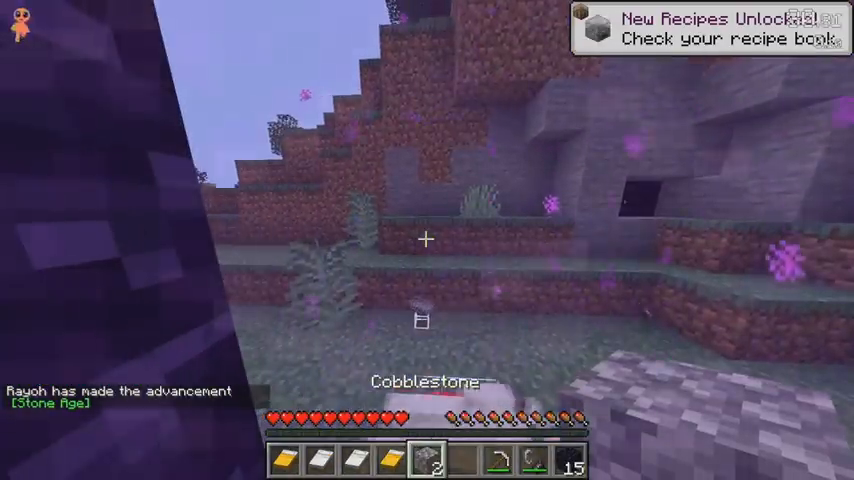 New Recipes Unlocked!
Check your recipe book
Cobblestone
Rayoh has made the advancement
[Stone Age]
2
15